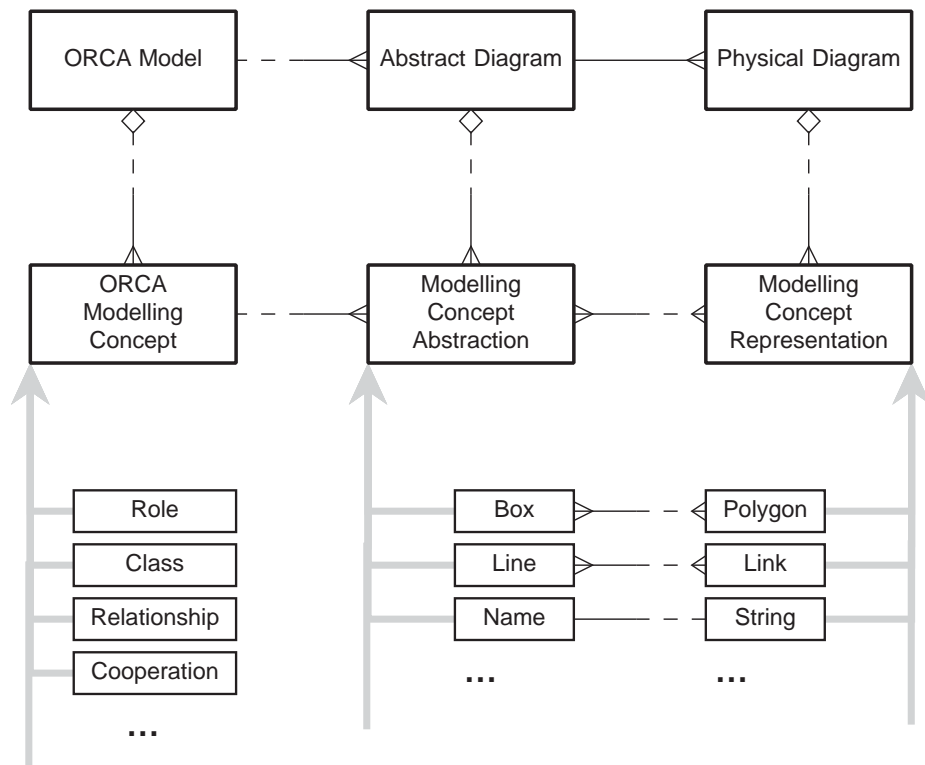 ORCA Model
Abstract Diagram
Physical Diagram
ORCA
Modelling
Concept
Modelling
Concept
Abstraction
Modelling
Concept
Representation
Role
Class
Relationship
Cooperation
...
Box
Line
Name
...
Polygon
Link
String
...